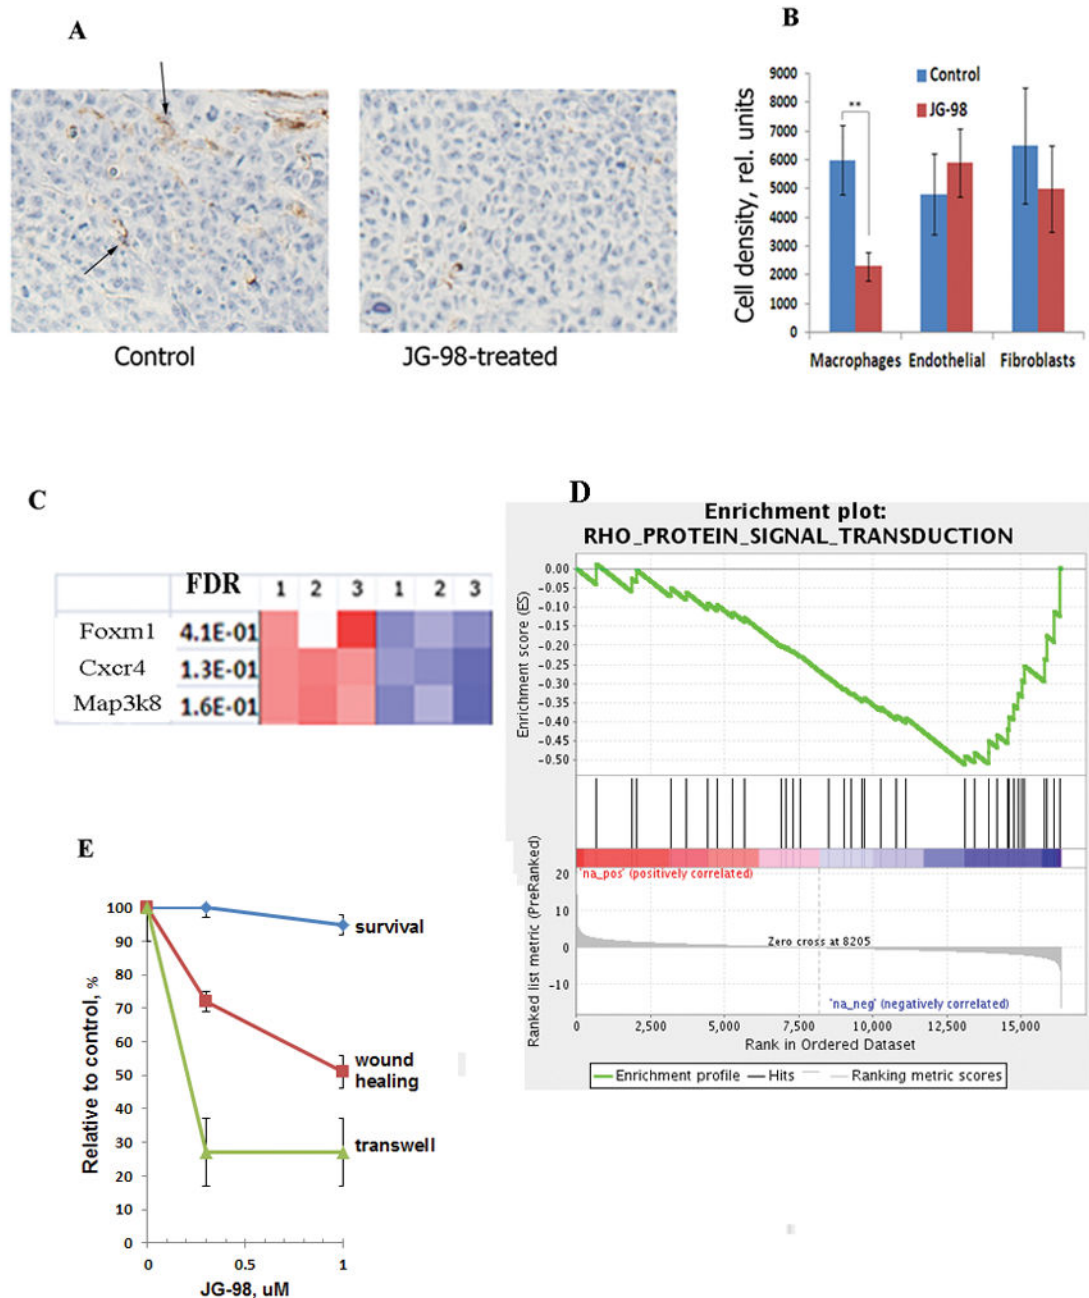 A
Control
JG-98-treated
B
Control
JG-98
**
Cell density, rel. units
9000
8000
7000
6000
5000
4000
3000
2000
1000
0
Macrophages Endothelial Fibroblasts
C
FDR 1 2 3 1 2 3
Foxm1 4.1E-01
Cxcr4 1.3E-01
Map3k8 1.6E-01
D
Enrichment plot:
RHO_PROTEIN_SIGNAL_TRANSDUCTION
Enrichment score (ES)
0.00
-0.05
-0.10
-0.15
-0.20
-0.25
-0.30
-0.35
-0.40
-0.45
-0.50
Ranked list metric (PreRanked)
20
10
0
-10
'na_pos' (positively correlated)
Zero cross at 8205
'na_neg' (negatively correlated)
0 2,500 5,000 7,500 10,000 12,500 15,000
Rank in Ordered Dataset
Enrichment profile Hits Ranking metric scores
E
Relative to control, %
100
90
80
70
60
50
40
30
20
10
0
survival
wound
healing
transwell
0 0.5 1
JG-98, uM